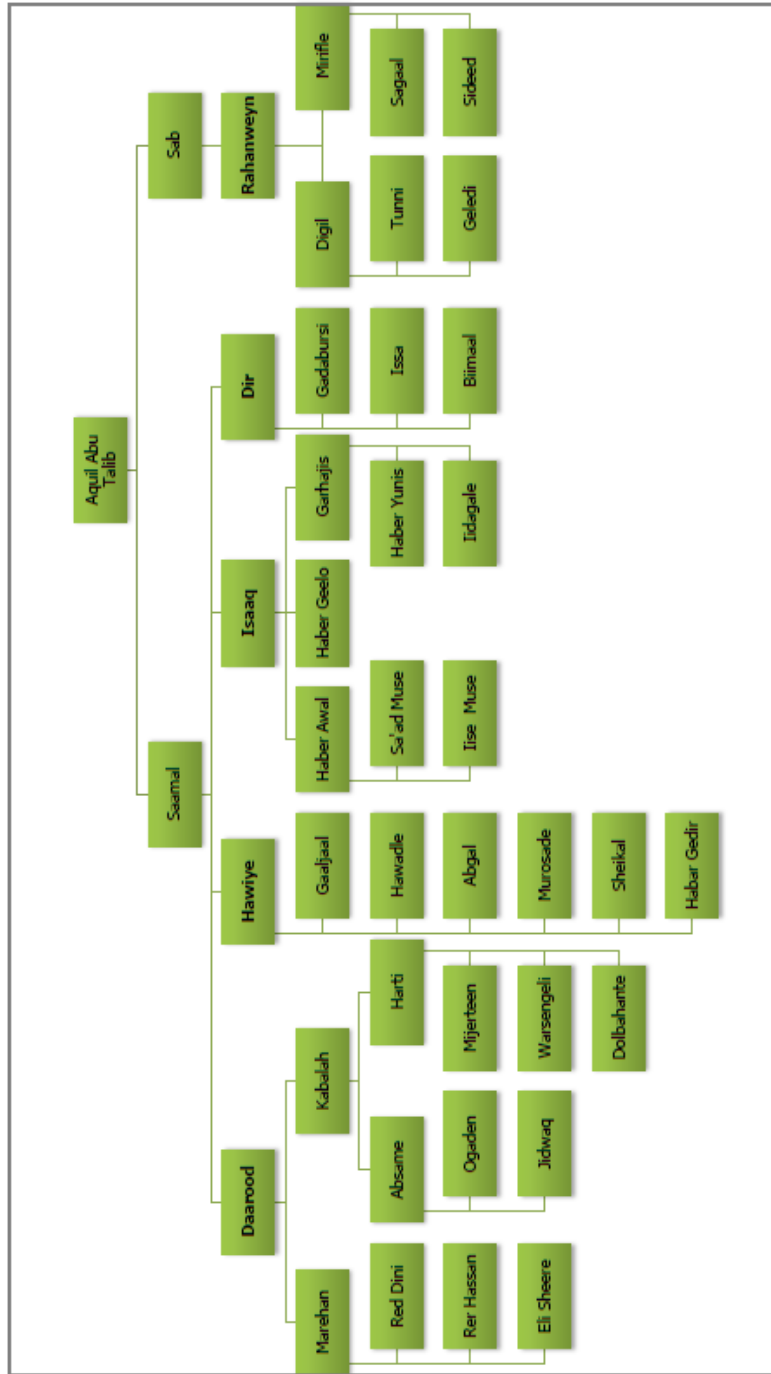 Aquil Abu
Talib
Saamal
Sab
Daarood
Hawiye
Isaaq
Dir
Rahanweyn
Marehan
Kabalah
Gaaljaal
Haber Awal
Haber Geelo
Garhajis
Gadabursi
Digil
Mirifle
Red Dini
Absame
Harti
Hawadle
Sa'ad Muse
Haber Yunis
Issa
Tunni
Sagaal
Rer Hassan
Ogaden
Mijerteen
Abgal
Iise Muse
Iidagale
Biimaal
Geledi
Sideed
Eli Sheere
Jidwaq
Warsengeli
Murosade
Dolbahante
Sheikal
Habar Gedir